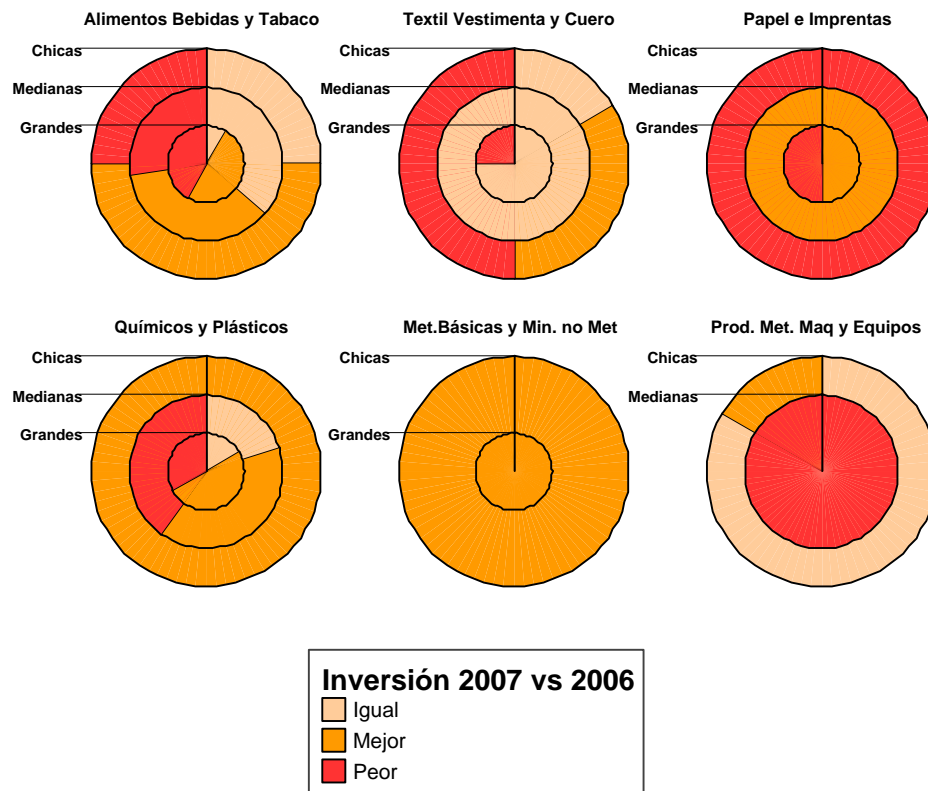 Alimentos Bebidas y Tabaco
Chicas
Medianas
Grandes
Textil Vestimenta y Cuero
Chicas
Medianas
Grandes
Papel e Imprentas
Chicas
Medianas
Grandes
Químicos y Plásticos
Chicas
Medianas
Grandes
Met.Básicas y Min. no Met
Chicas
Grandes
Prod. Met. Maq y Equipos
Chicas
Medianas
Inversión 2007 vs 2006
Igual
Mejor
Peor